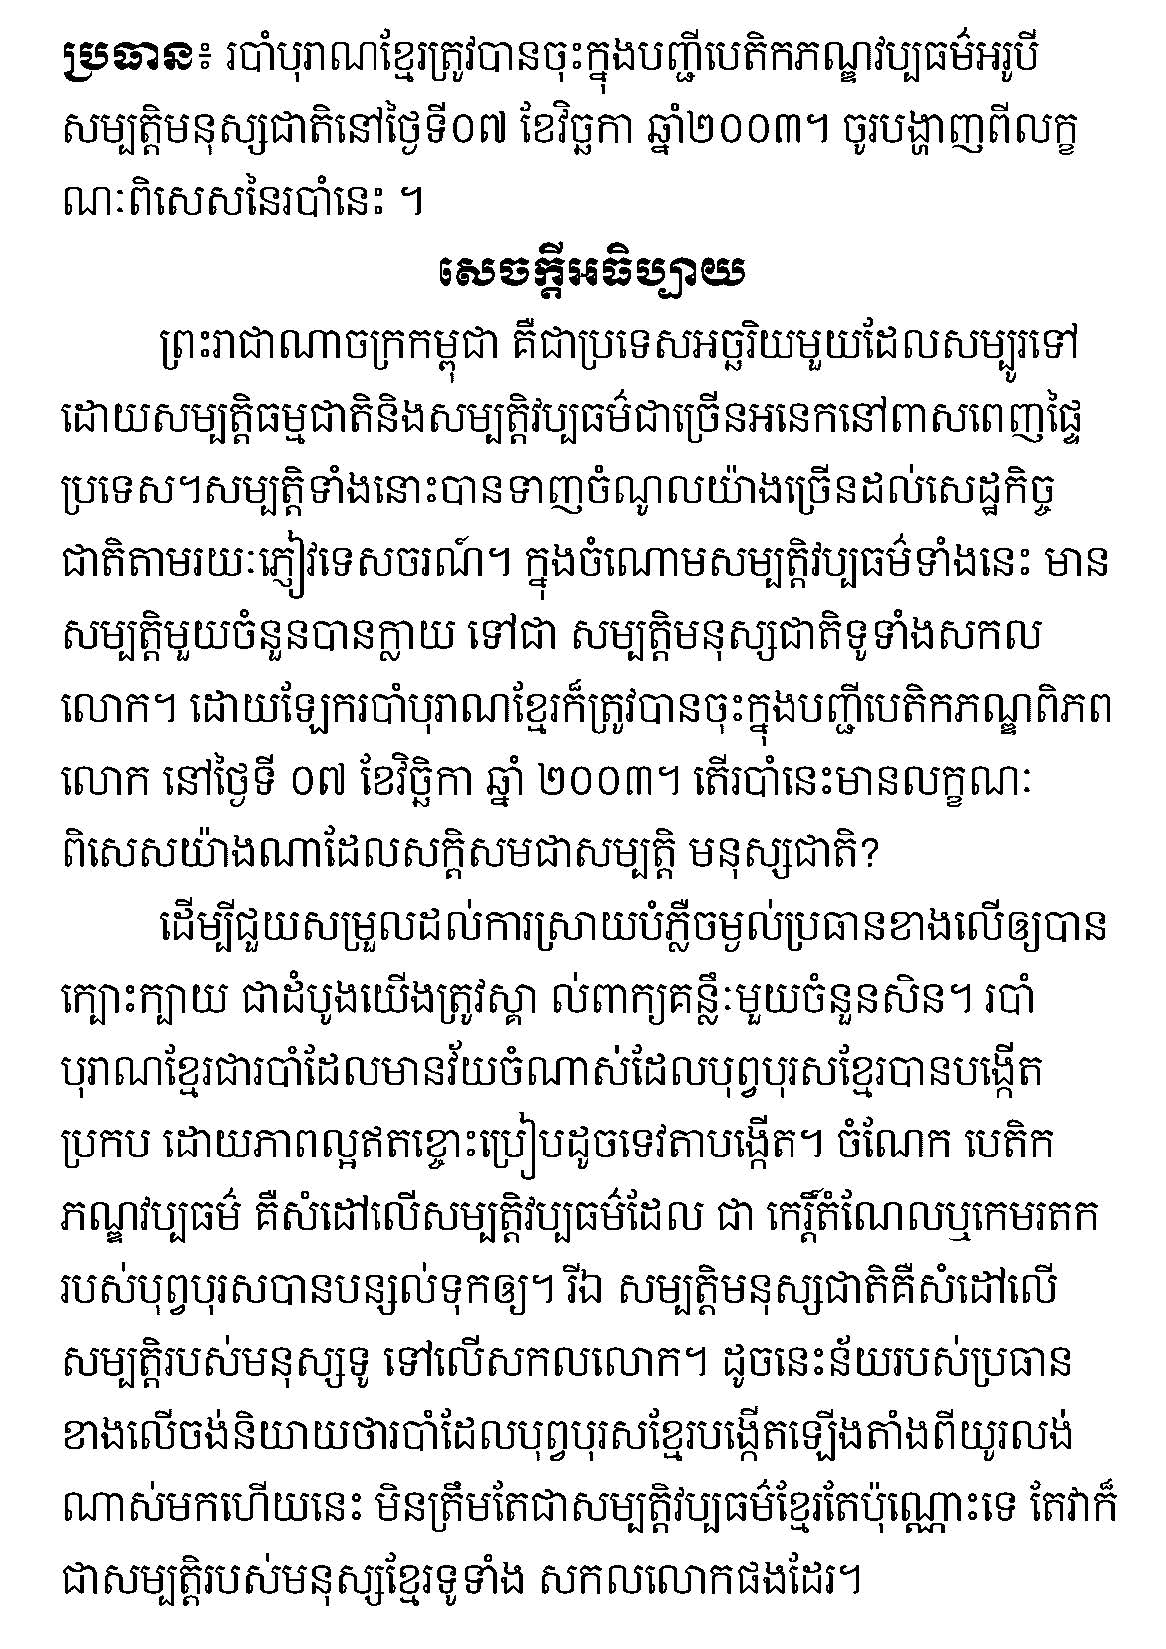 ប្រធាន៖ របាំបុរាណខ្មែរត្រូវបានចុះក្នុងបញ្ជីបេតិកភណ្ឌវប្បធម៌អរូបី
សម្បត្តិមនុស្សជាតិនៅថ្ងៃទី០៧ ខែវិច្ឆកា ឆ្នាំ២០០៣។ ចូរបង្ហាញពីលក្ខ
ណៈពិសេសនៃរបាំនេះ ។
សេចក្តីអធិប្បាយ
ព្រះរាជាណាចក្រកម្ពុជា គឺជាប្រទេសអច្ឆរិយមួយដែលសម្បូរទៅ
ដោយសម្បត្តិធម្មជាតិនិងសម្បត្តិវប្បធម៌ជាច្រើនអនេកនៅពាសពេញផ្ទៃ
ប្រទេស។សម្បត្តិទាំងនោះបានទាញចំណូលយ៉ាងច្រើនដល់សេដ្ឋកិច្ច
ជាតិតាមរយៈភ្ញៀវទេសចរណ៍។ ក្នុងចំណោមសម្បត្តិវប្បធម៌ទាំងនេះ មាន
សម្បត្តិមួយចំនួនបានក្លាយ ទៅជា សម្បត្តិមនុស្សជាតិទូទាំងសកល
លោក។ ដោយឡែករបាំបុរាណខ្មែរក៏ត្រូវបានចុះក្នុងបញ្ជីបេតិកភណ្ឌពិភព
លោក នៅថ្ងៃទី ០៧ ខែវិច្ឆិកា ឆ្នាំ ២០០៣។ តើរបាំនេះមានលក្ខណៈ
ពិសេសយ៉ាងណាដែលសក្តិសមជាសម្បត្តិ មនុស្សជាតិ?
ដើម្បីជួយសម្រួលដល់ការស្រាយបំភ្លឺចម្ងល់ប្រធានខាងលើឲ្យបាន
ក្បោះក្បាយ ជាដំបូងយើងត្រូវស្គា ល់ពាក្យគន្លឹៈមួយចំនួនសិន។ របាំ
បុរាណខ្មែរជារបាំដែលមានវ័យចំណាស់ដែលបុព្វបុរសខ្មែរបានបង្កើត
ប្រកប ដោយភាពល្អឥតខ្ចោះប្រៀបដូចទេវតាបង្កើត។ ចំណែក បេតិក
ភណ្ឌវប្បធម៌ គឺសំដៅលើសម្បត្តិវប្បធម៌ដែល ជា កេរ្តិ៍តំណែលឬកេមរតក
របស់បុព្វបុរសបានបន្សល់ទុកឲ្យ។ រីឯ សម្បត្តិមនុស្សជាតិគឺសំដៅលើ
សម្បត្តិរបស់មនុស្សទូ ទៅលើសកលលោក។ ដូចនេះន័យរបស់ប្រធាន
ខាងលើចង់និយាយថារបាំដែលបុព្វបុរសខ្មែរបង្កើតឡើងតាំងពីយូរលង់
ណាស់មកហើយនេះ មិនត្រឹមតែជាសម្បត្តិវប្បធម៌ខ្មែរតែប៉ុណ្ណោះទេ តែវាក៏
ជាសម្បត្តិរបស់មនុស្សខ្មែរទូទាំង សកលលោកផងដែរ។